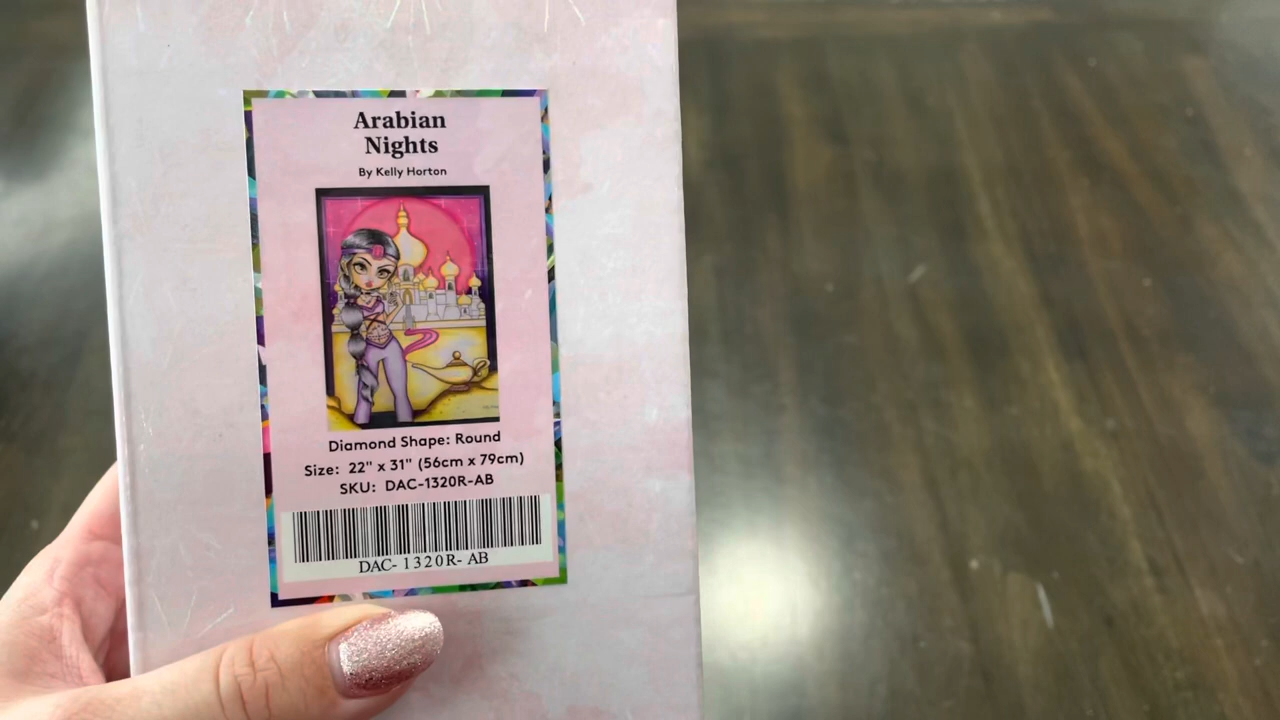 Arabian
Nights
By Kelly Horton
Diamond Shape: Round
Size: 22" x 31" (56cm x 79cm)
SKU: DAC-1320R-AB
DAC- 1320R- AB